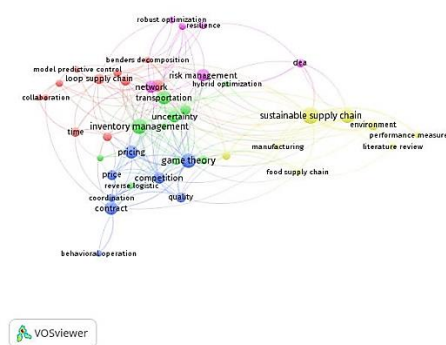 robust optimization
resilience
benders decomposition
dea
model predictive control
risk management
loop supply chain
hybrid optimization
network
collaboration
transportation
uncertainty
sustainable supply chain
environment
time
inventory management
performance measure
manufacturing
literature review
pricing
game theory
food supply chain
price
competition
reverse logistic
coordination
quality
contract
behavioral operation
VOSviewer